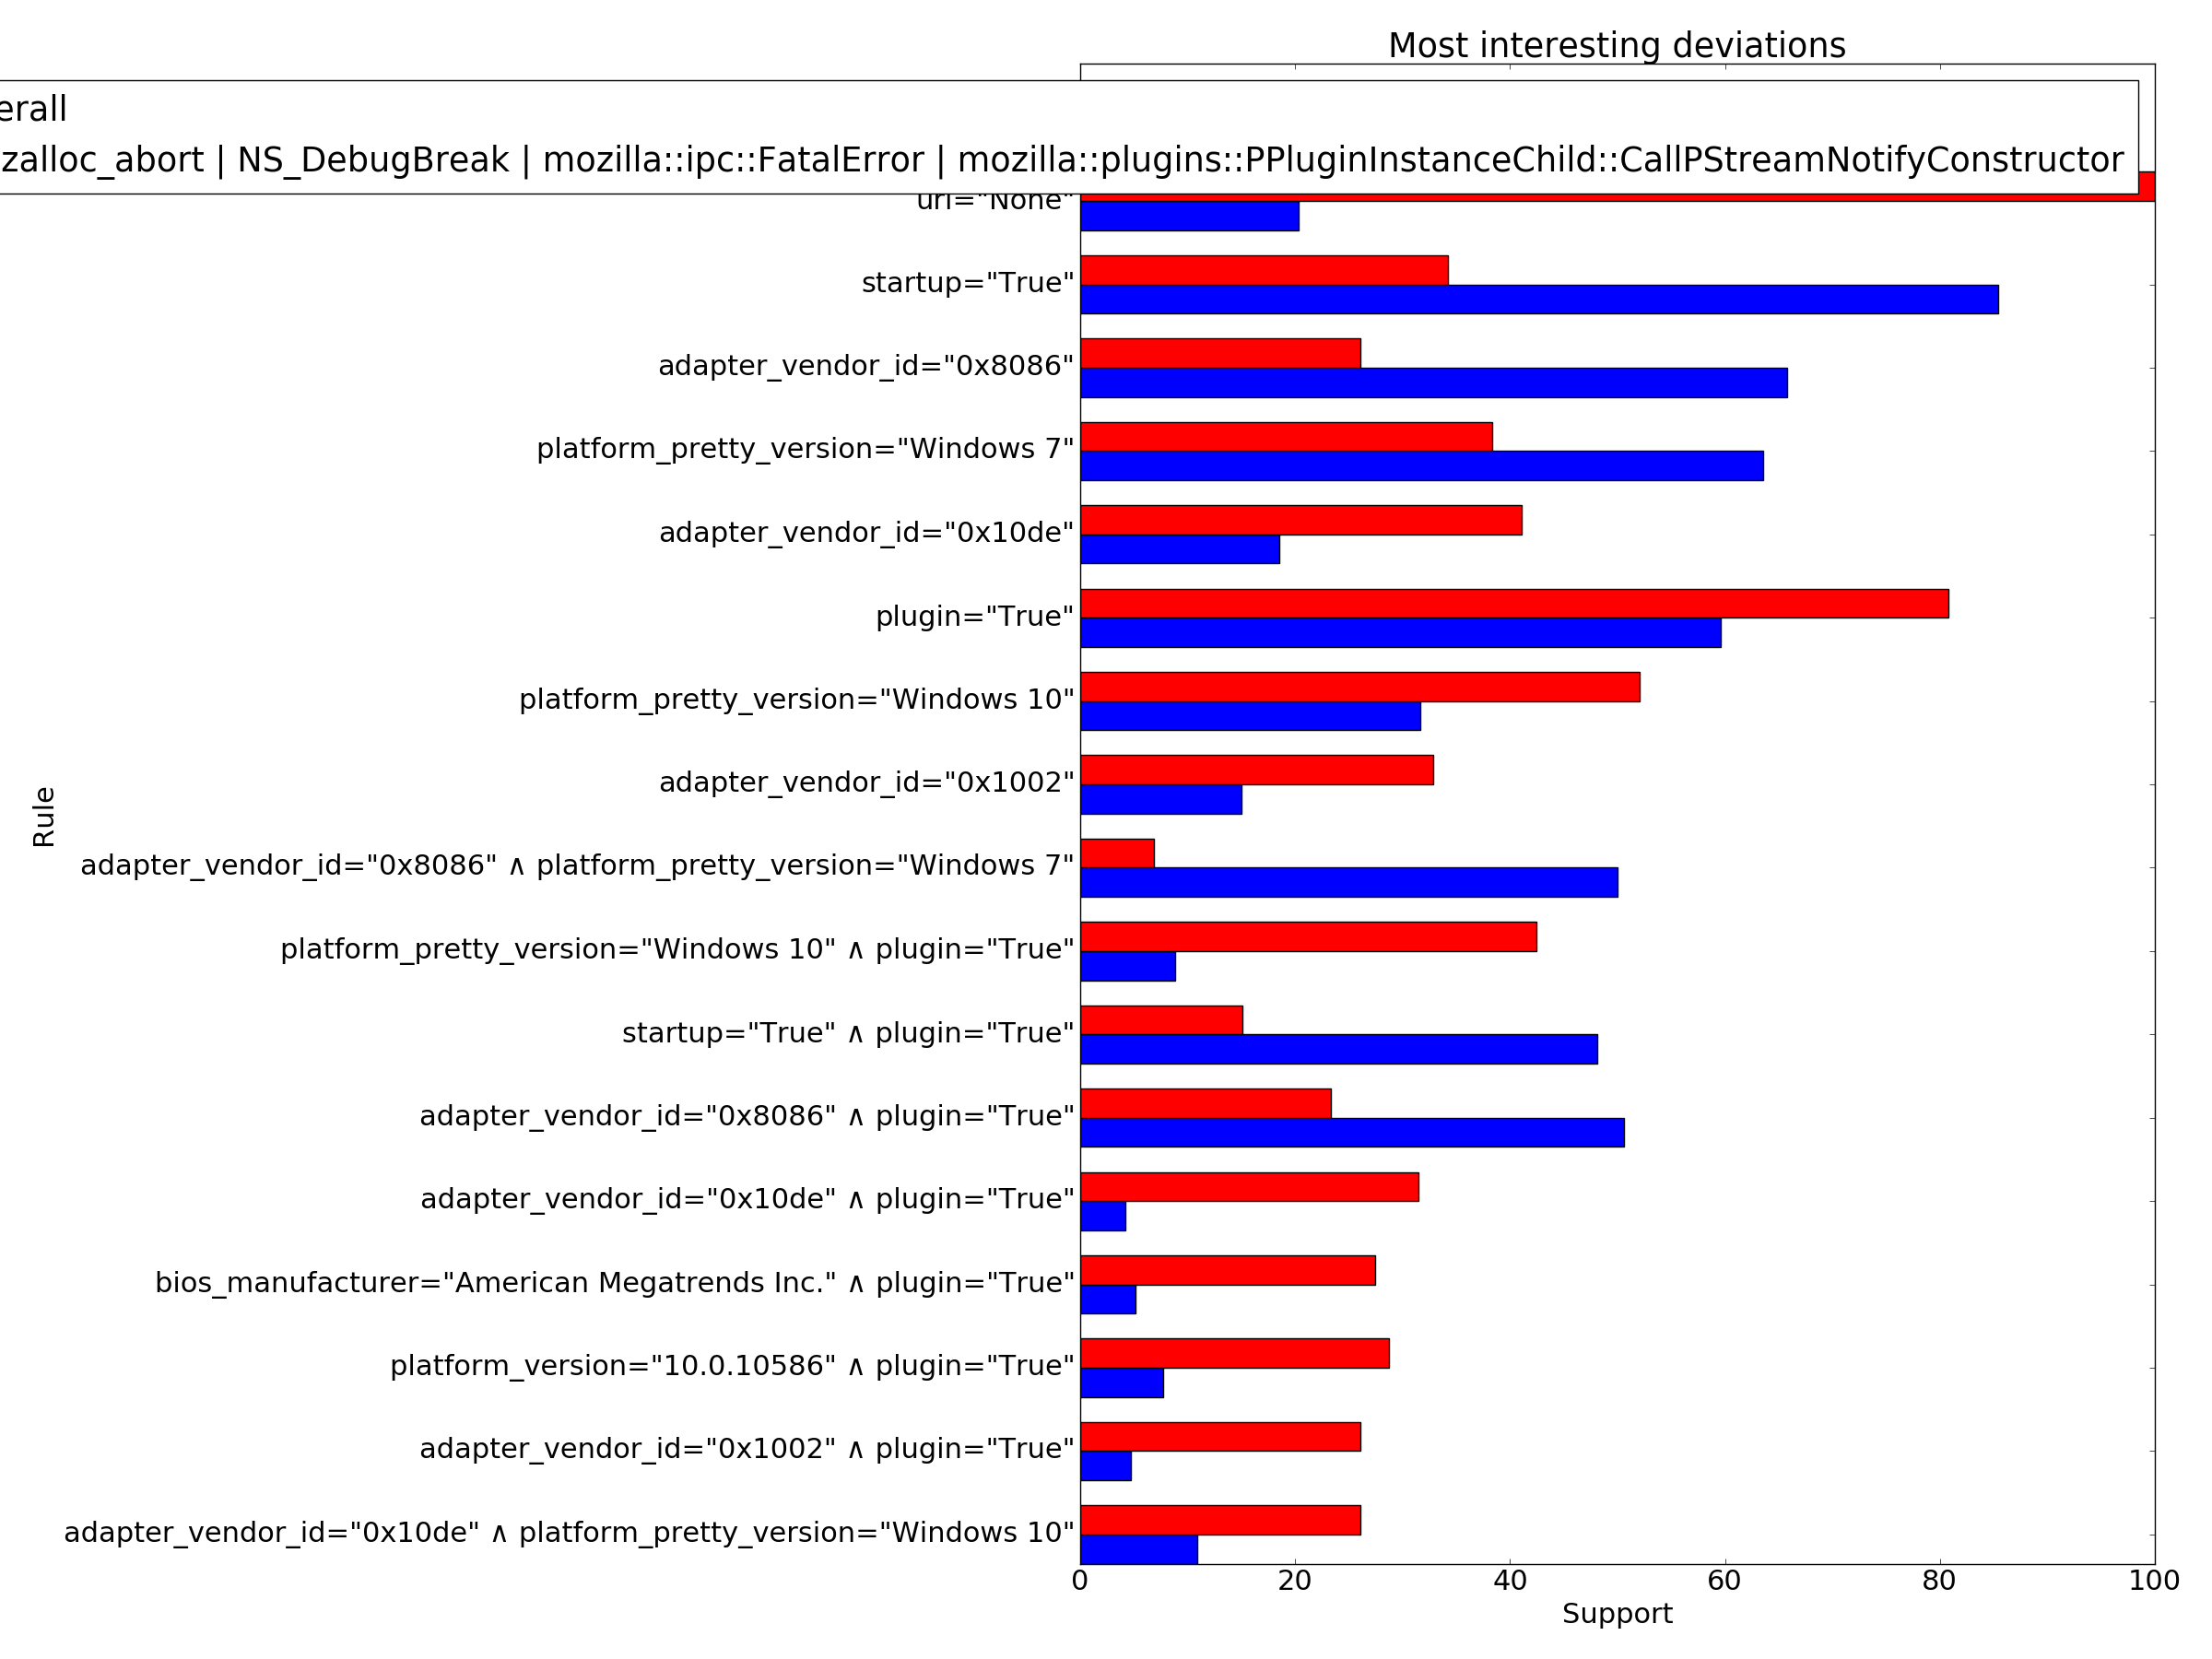 Most interesting deviations
erall
zalloc_abort | NS_DebugBreak | mozilla::ipc::FatalError | mozilla::plugins::PPluginInstanceChild::CallPStreamNotifyConstructor
url="None"
startup="True"
adapter_vendor_id="0x8086"
platform_pretty_version="Windows 7"
adapter_vendor_id="0x10de"
plugin="True"
platform_pretty_version="Windows 10"
adapter_vendor_id="0x1002"
Rule
adapter_vendor_id="0x8086" ∧ platform_pretty_version="Windows 7"
platform_pretty_version="Windows 10" ∧ plugin="True"
startup="True" ∧ plugin="True"
adapter_vendor_id="0x8086" ∧ plugin="True"
adapter_vendor_id="0x10de" ∧ plugin="True"
bios_manufacturer="American Megatrends Inc." ∧ plugin="True"
platform_version="10.0.10586" ∧ plugin="True"
adapter_vendor_id="0x1002" ∧ plugin="True"
adapter_vendor_id="0x10de" ∧ platform_pretty_version="Windows 10"
0 20 40 60 80 100
Support